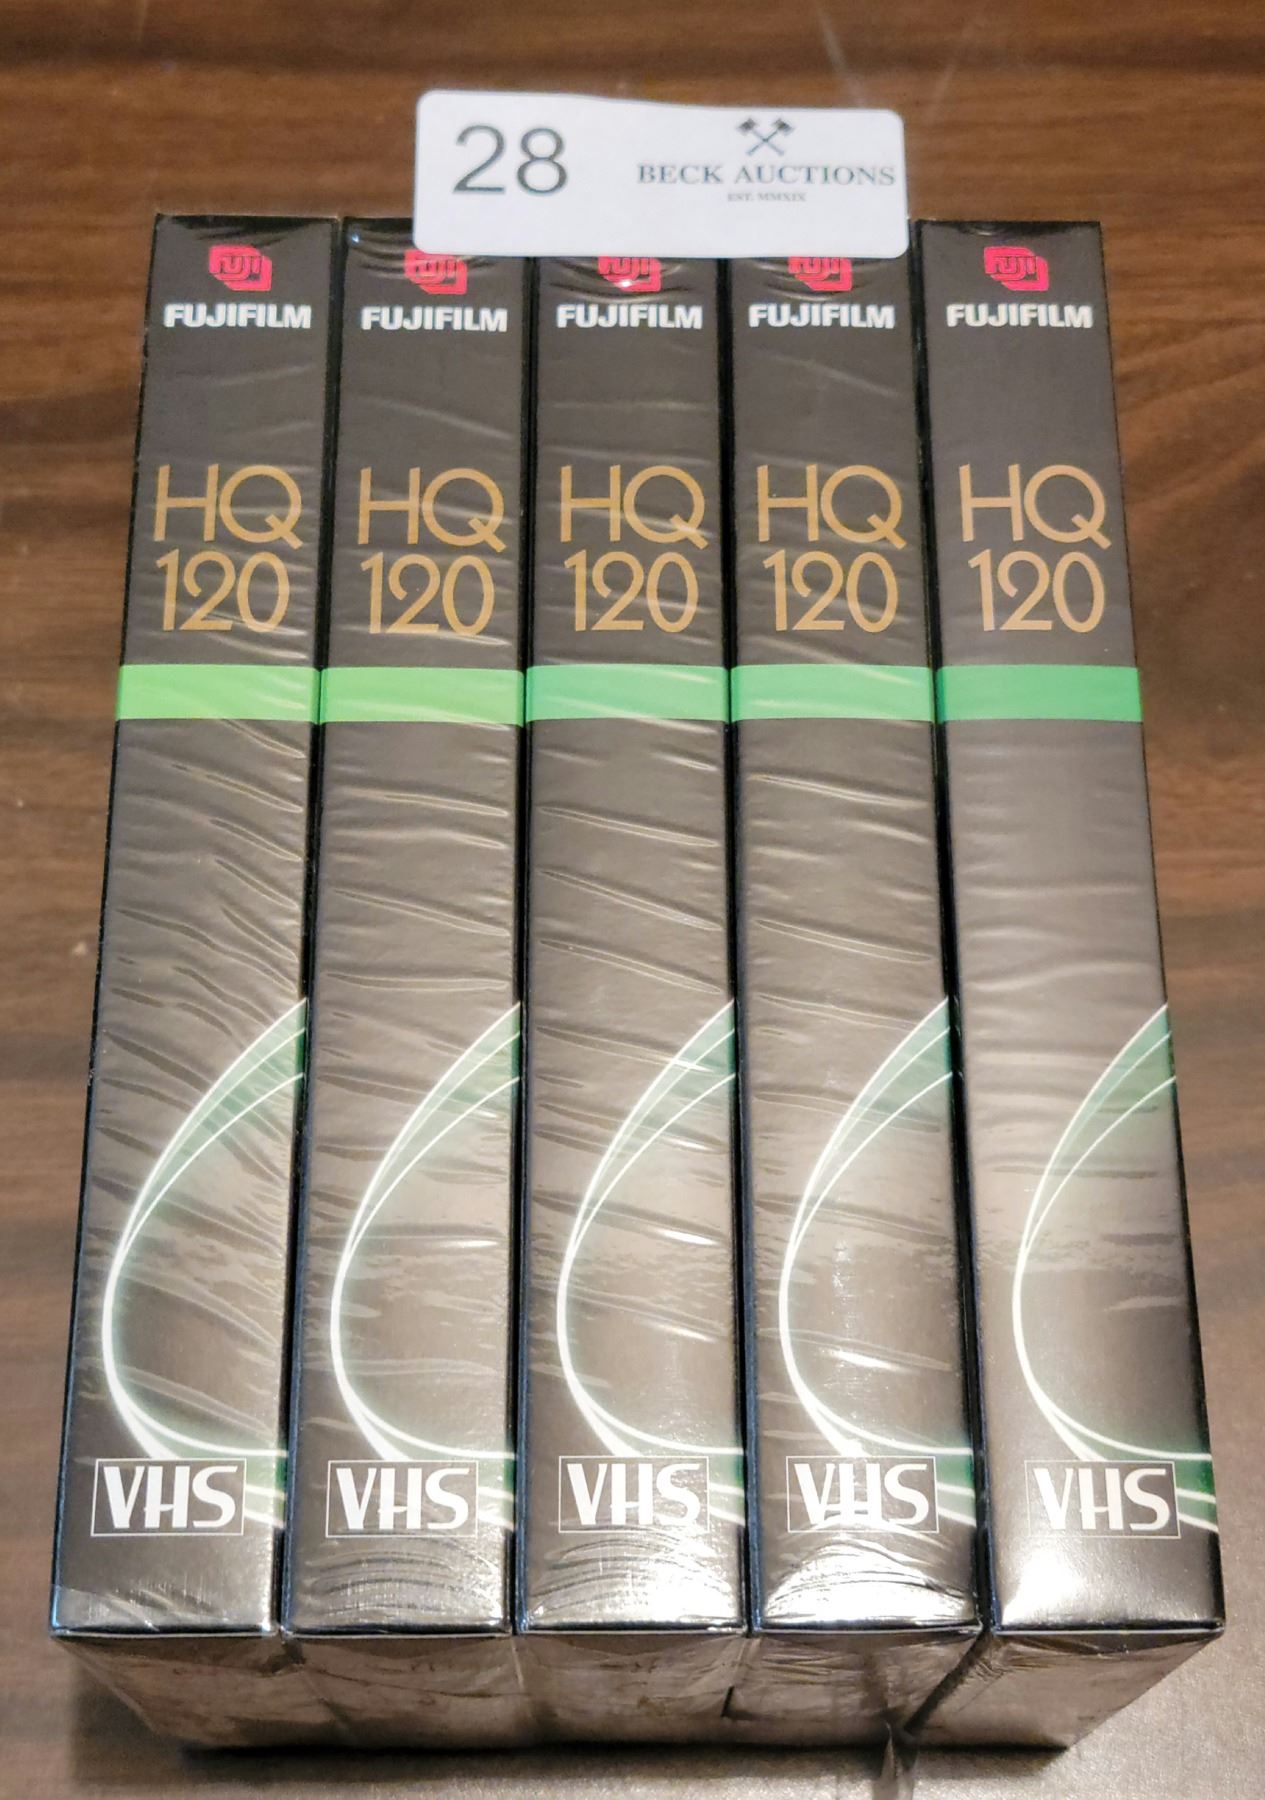 28
BECK AUCTIONS
EST. MMXIX
FUJI FUJI FUJI FUJI FUJI
FUJIFILM FUJIFILM FUJIFILM FUJIFILM FUJIFILM
HQ HQ HQ HQ HQ
120 120 120 120 120
VHS VHS VHS VHS VHS